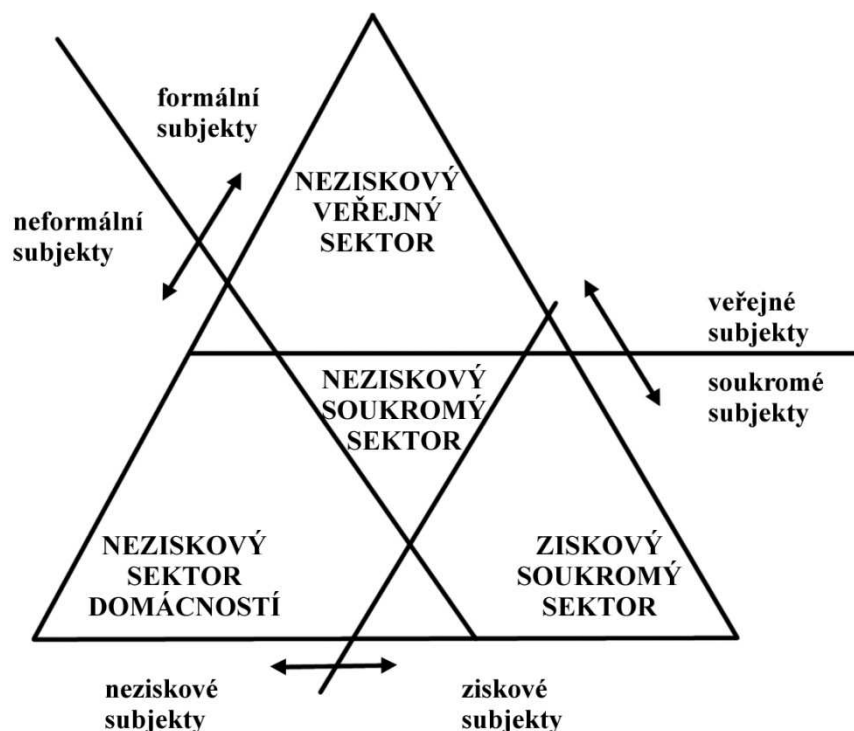 formální
subjekty
neformální
subjekty
NEZISKOVÝ
VEŘEJNÝ
SEKTOR
veřejné
subjekty
soukromé
subjekty
NEZISKOVÝ
SOUKROMÝ
SEKTOR
NEZISKOVÝ
SEKTOR
DOMÁCNOSTÍ
ZISKOVÝ
SOUKROMÝ
SEKTOR
neziskové
subjekty
ziskové
subjekty